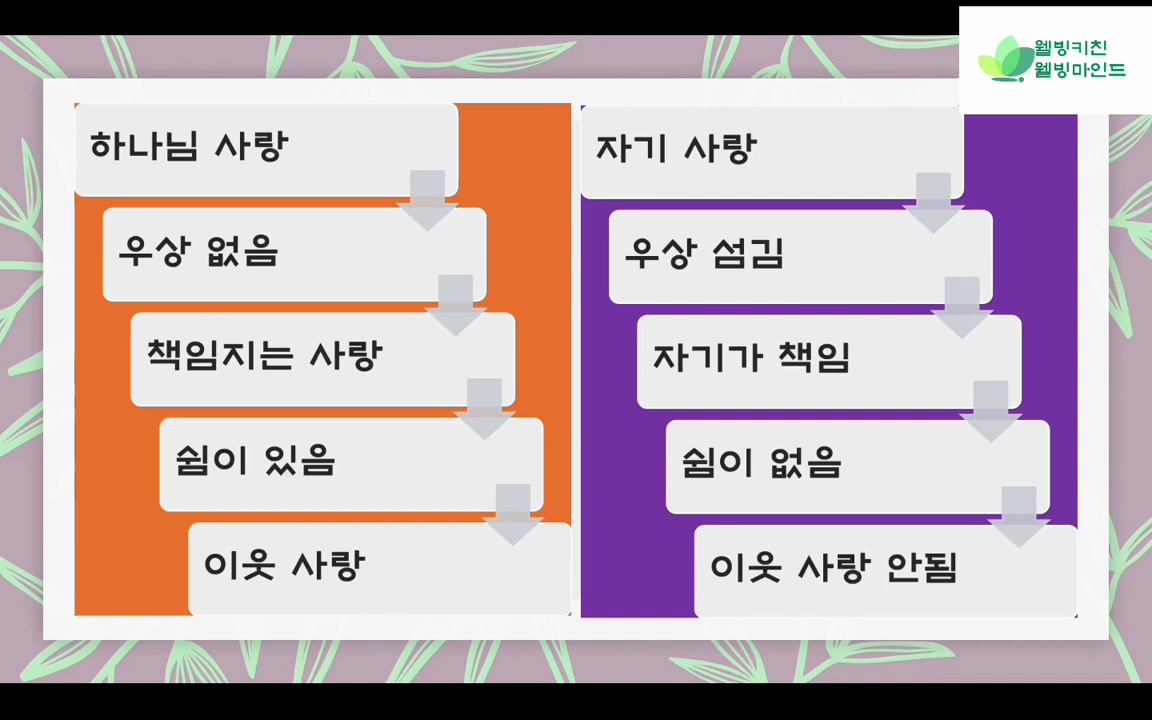 웰빙키친
웰빙마인드
하나님 사랑
우상 없음
책임지는 사랑
쉼이 있음
이웃 사랑
자기 사랑
우상 섬김
자기가 책임
쉼이 없음
이웃 사랑 안됨